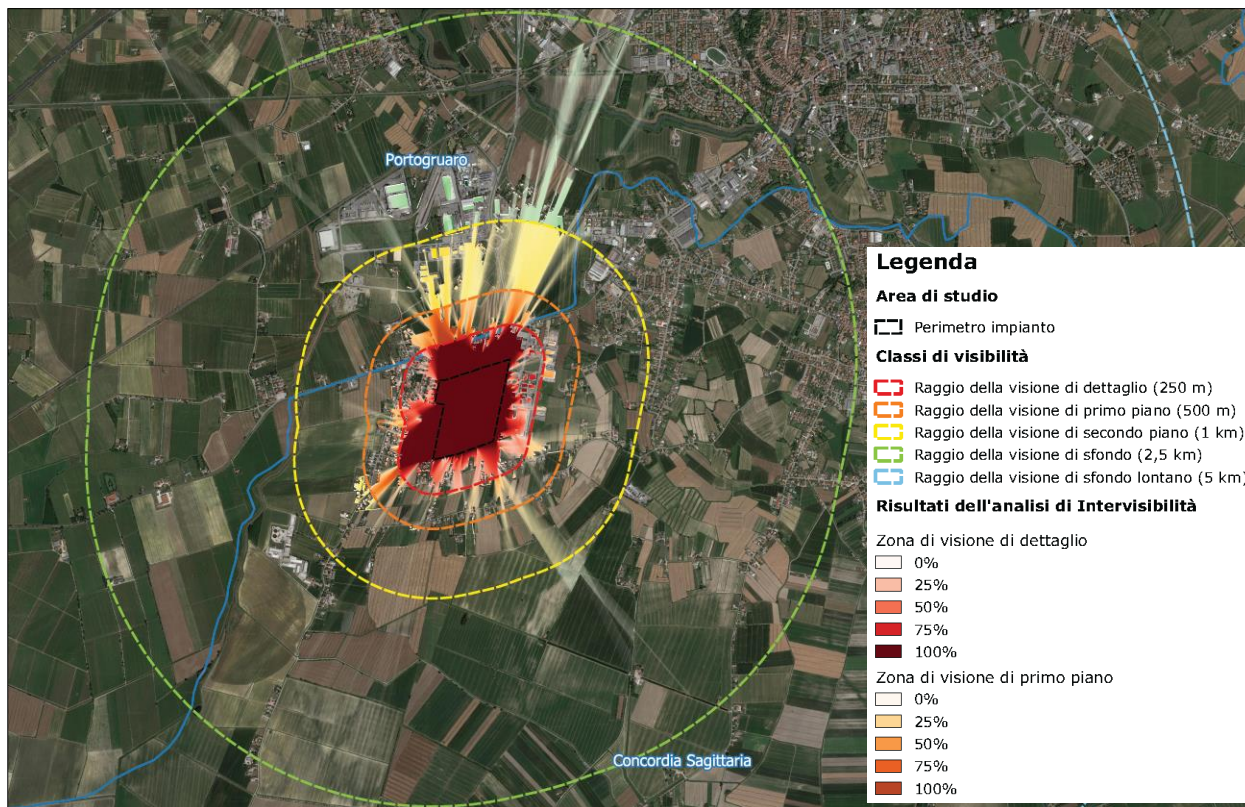 Portogruaro
Concordia Sagittaria
Legenda
Area di studio
Perimetro impianto
Classi di visibilità
Raggio della visione di dettaglio (250 m)
Raggio della visione di primo piano (500 m)
Raggio della visione di secondo piano (1 km)
Raggio della visione di sfondo (2,5 km)
Raggio della visione di sfondo lontano (5 km)
Risultati dell'analisi di Intervisibilità
Zona di visione di dettaglio
0%
25%
50%
75%
100%
Zona di visione di primo piano
0%
25%
50%
75%
100%